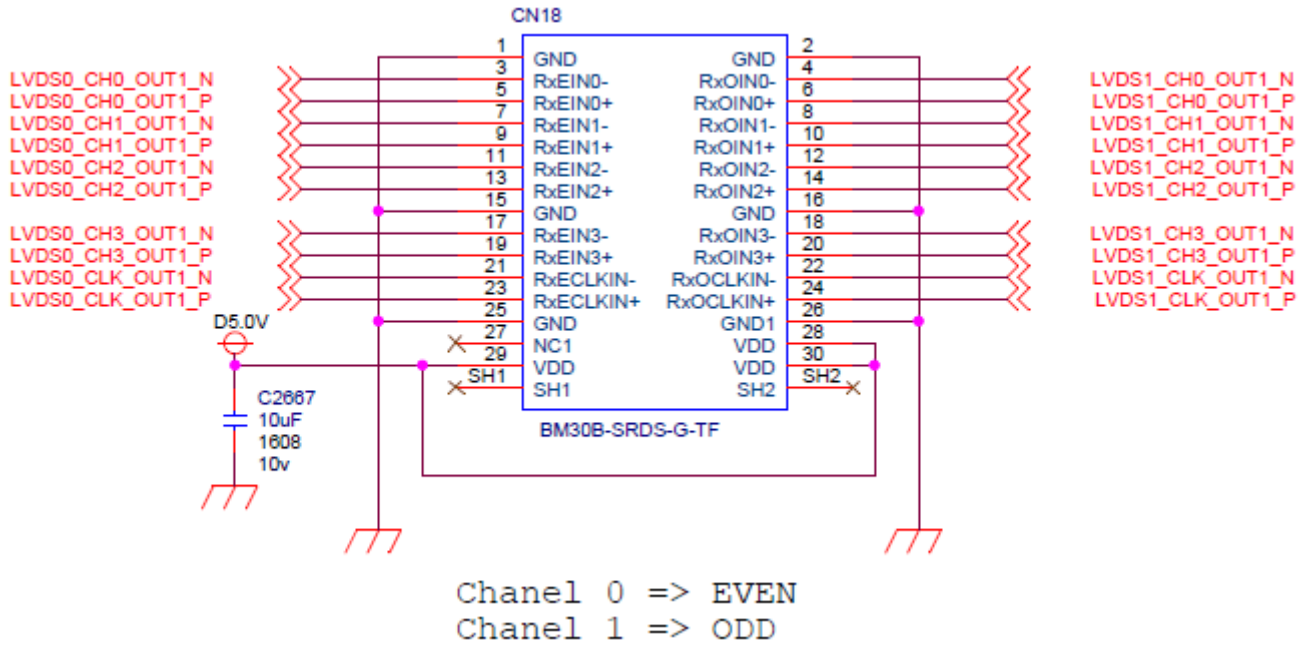 CN18
1 GND GND 2
LVDS0_CH0_OUT1_N 3 RxEIN0- RxOIN0- 4 LVDS1_CH0_OUT1_N
LVDS0_CH0_OUT1_P 5 RxEIN0+ RxOIN0+ 6 LVDS1_CH0_OUT1_P
LVDS0_CH1_OUT1_N 7 RxEIN1- RxOIN1- 8 LVDS1_CH1_OUT1_N
LVDS0_CH1_OUT1_P 9 RxEIN1+ RxOIN1+ 10 LVDS1_CH1_OUT1_P
LVDS0_CH2_OUT1_N 11 RxEIN2- RxOIN2- 12 LVDS1_CH2_OUT1_N
LVDS0_CH2_OUT1_P 13 RxEIN2+ RxOIN2+ 14 LVDS1_CH2_OUT1_P
15 GND GND 16
LVDS0_CH3_OUT1_N 17 RxEIN3- RxOIN3- 18 LVDS1_CH3_OUT1_N
LVDS0_CH3_OUT1_P 19 RxEIN3+ RxOIN3+ 20 LVDS1_CH3_OUT1_P
LVDS0_CLK_OUT1_N 21 RxECLKIN- RxOCLKIN- 22 LVDS1_CLK_OUT1_N
LVDS0_CLK_OUT1_P 23 RxECLKIN+ RxOCLKIN+ 24 LVDS1_CLK_OUT1_P
25 GND GND1 26
D5.0V
27 NC1 VDD 28
29 VDD VDD 30
SH1 SH1 SH2 SH2
C2667
10uF
1608
10v
BM30B-SRDS-G-TF
Chanel 0 => EVEN
Chanel 1 => ODD